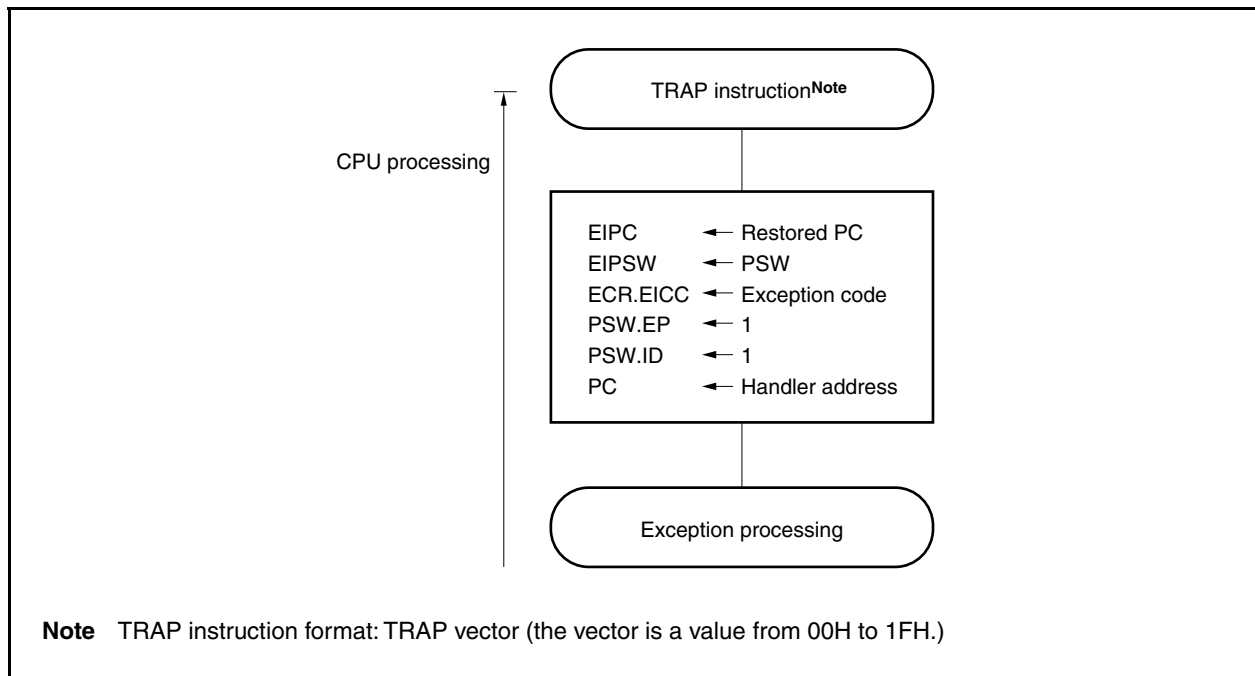 TRAP instructionNote
CPU processing
EIPC ← Restored PC
EIPSW ← PSW
ECR.EICC ← Exception code
PSW.EP ← 1
PSW.ID ← 1
PC ← Handler address
Exception processing
Note TRAP instruction format: TRAP vector (the vector is a value from 00H to 1FH.)